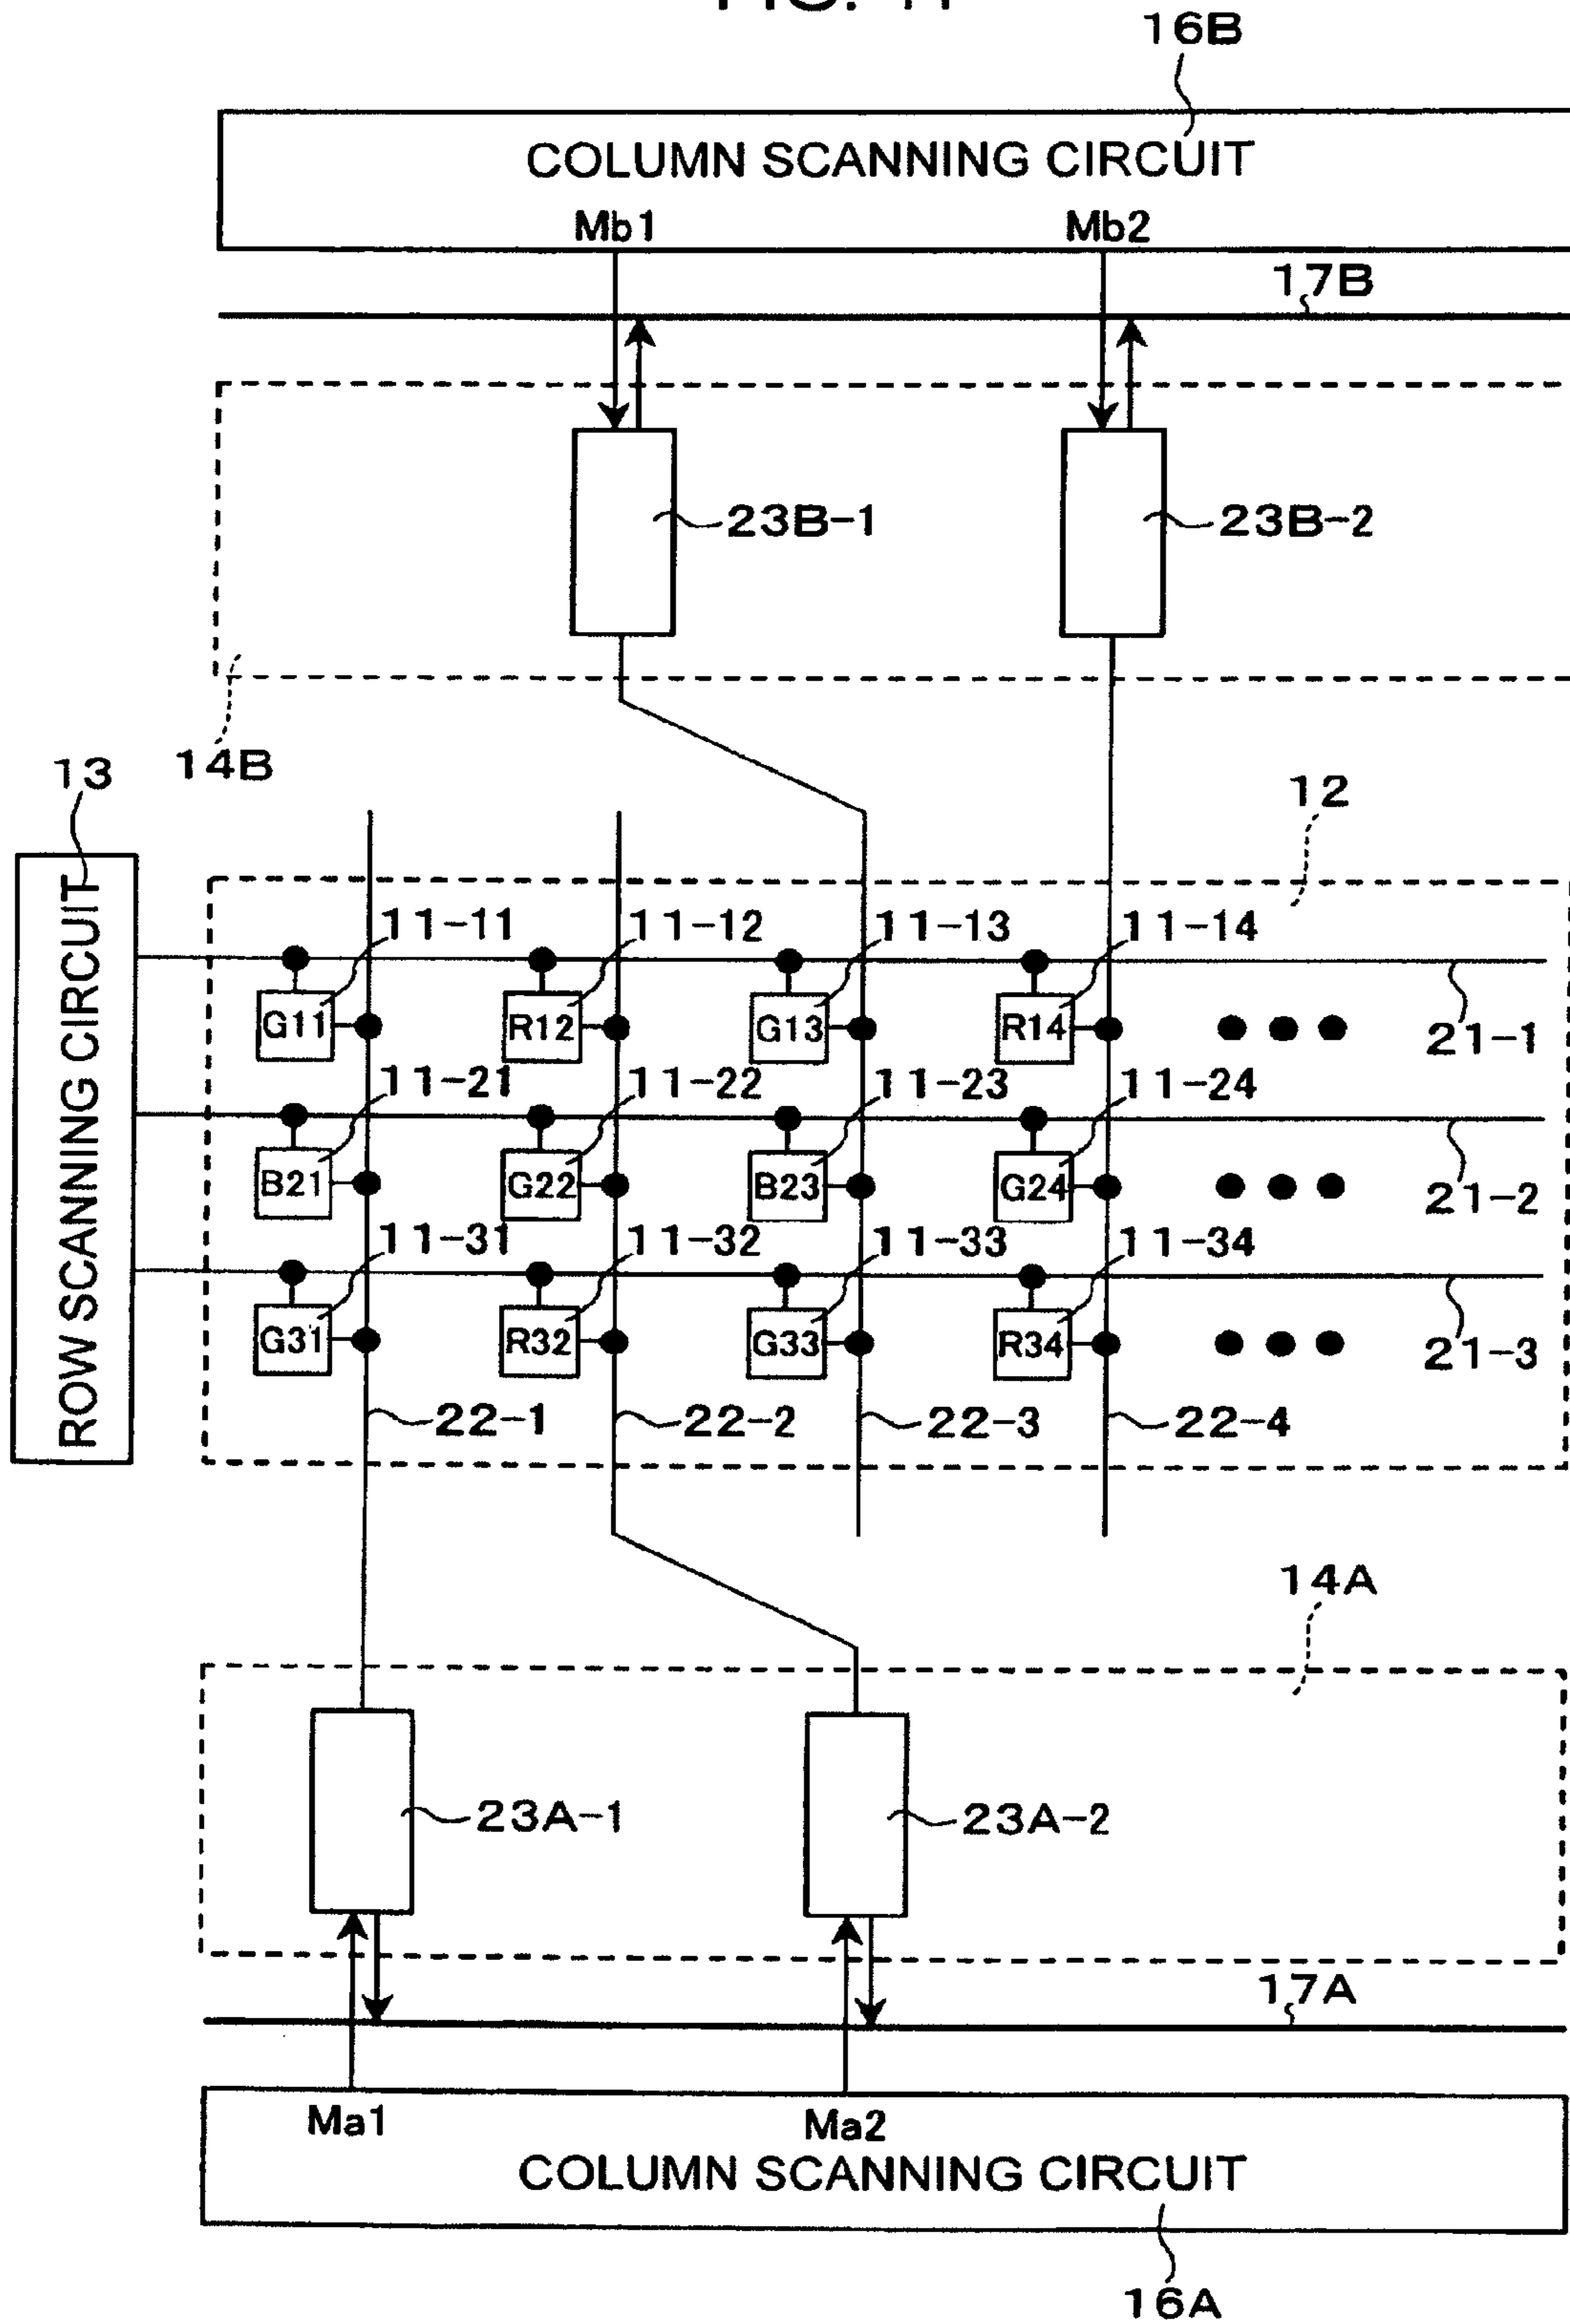 16B
COLUMN SCANNING CIRCUIT
Mb1 Mb2
17B
23B-1 23B-2
14B
13
12
ROW SCANNING CIRCUIT
11-11 11-12 11-13 11-14
G11 R12 G13 R14
21-1
11-21 11-22 11-23 11-24
B21 G22 B23 G24
21-2
11-31 11-32 11-33 11-34
G31 R32 G33 R34
21-3
22-1 22-2 22-3 22-4
14A
23A-1 23A-2
17A
Ma1 Ma2
COLUMN SCANNING CIRCUIT
16A